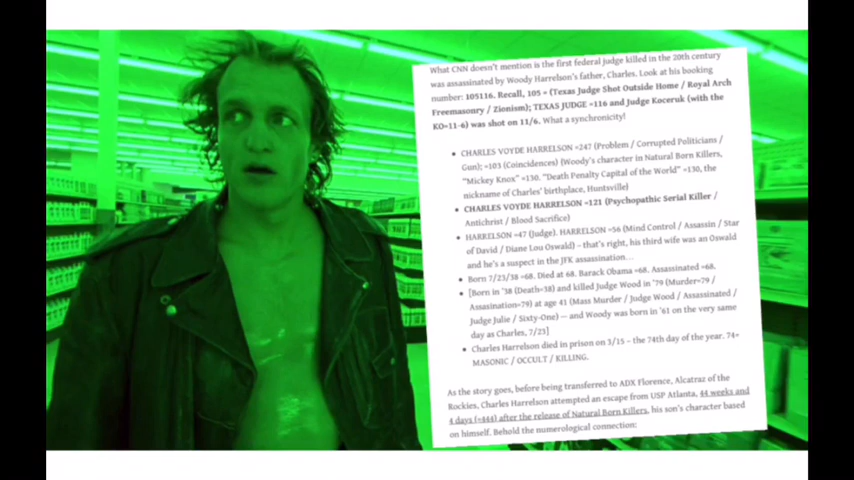 What CNN doesn't mention is the first federal judge killed in the 20th century
was assassinated by Woody Harrelson's father, Charles. Look at his booking
number: 105116. Recall, 105 = (Texas Judge Shot Outside Home / Royal Arch
Freemasonry / Zionism); TEXAS JUDGE =116 and Judge Koceruk (with the
KO=11-6) was shot on 11/6. What a synchronicity!
• CHARLES VOYDE HARRELSON =247 (Problem / Corrupted Politicians /
Gun); =103 (Coincidences) (Woody's character in Natural Born Killers,
"Mickey Knox" =130. "Death Penalty Capital of the World" =130, the
nickname of Charles' birthplace, Huntsville)
• CHARLES VOYDE HARRELSON =121 (Psychopathic Serial Killer /
Antichrist / Blood Sacrifice)
• HARRELSON =47 (Judge). HARRELSON =56 (Mind Control / Assassin / Star
of David / Diane Lou Oswald) – that's right, his third wife was an Oswald
and he's a suspect in the JFK assassination...
• Born 7/23/38 =68. Died at 68. Barack Obama =68. Assassinated =68.
• [Born in '38 (Death=38) and killed Judge Wood in '79 (Murder=79 /
Assasination=79) at age 41 (Mass Murder / Judge Wood / Assassinated /
Judge Julie / Sixty-One) — and Woody was born in '61 on the very same
day as Charles, 7/23]
• Charles Harrelson died in prison on 3/15 – the 74th day of the year. 74=
MASONIC / OCCULT / KILLING.
As the story goes, before being transferred to ADX Florence, Alcatraz of the
Rockies, Charles Harrelson attempted an escape from USP Atlanta, 44 weeks and
4 days (=444) after the release of Natural Born Killers, his son's character based
on himself. Behold the numerological connection: